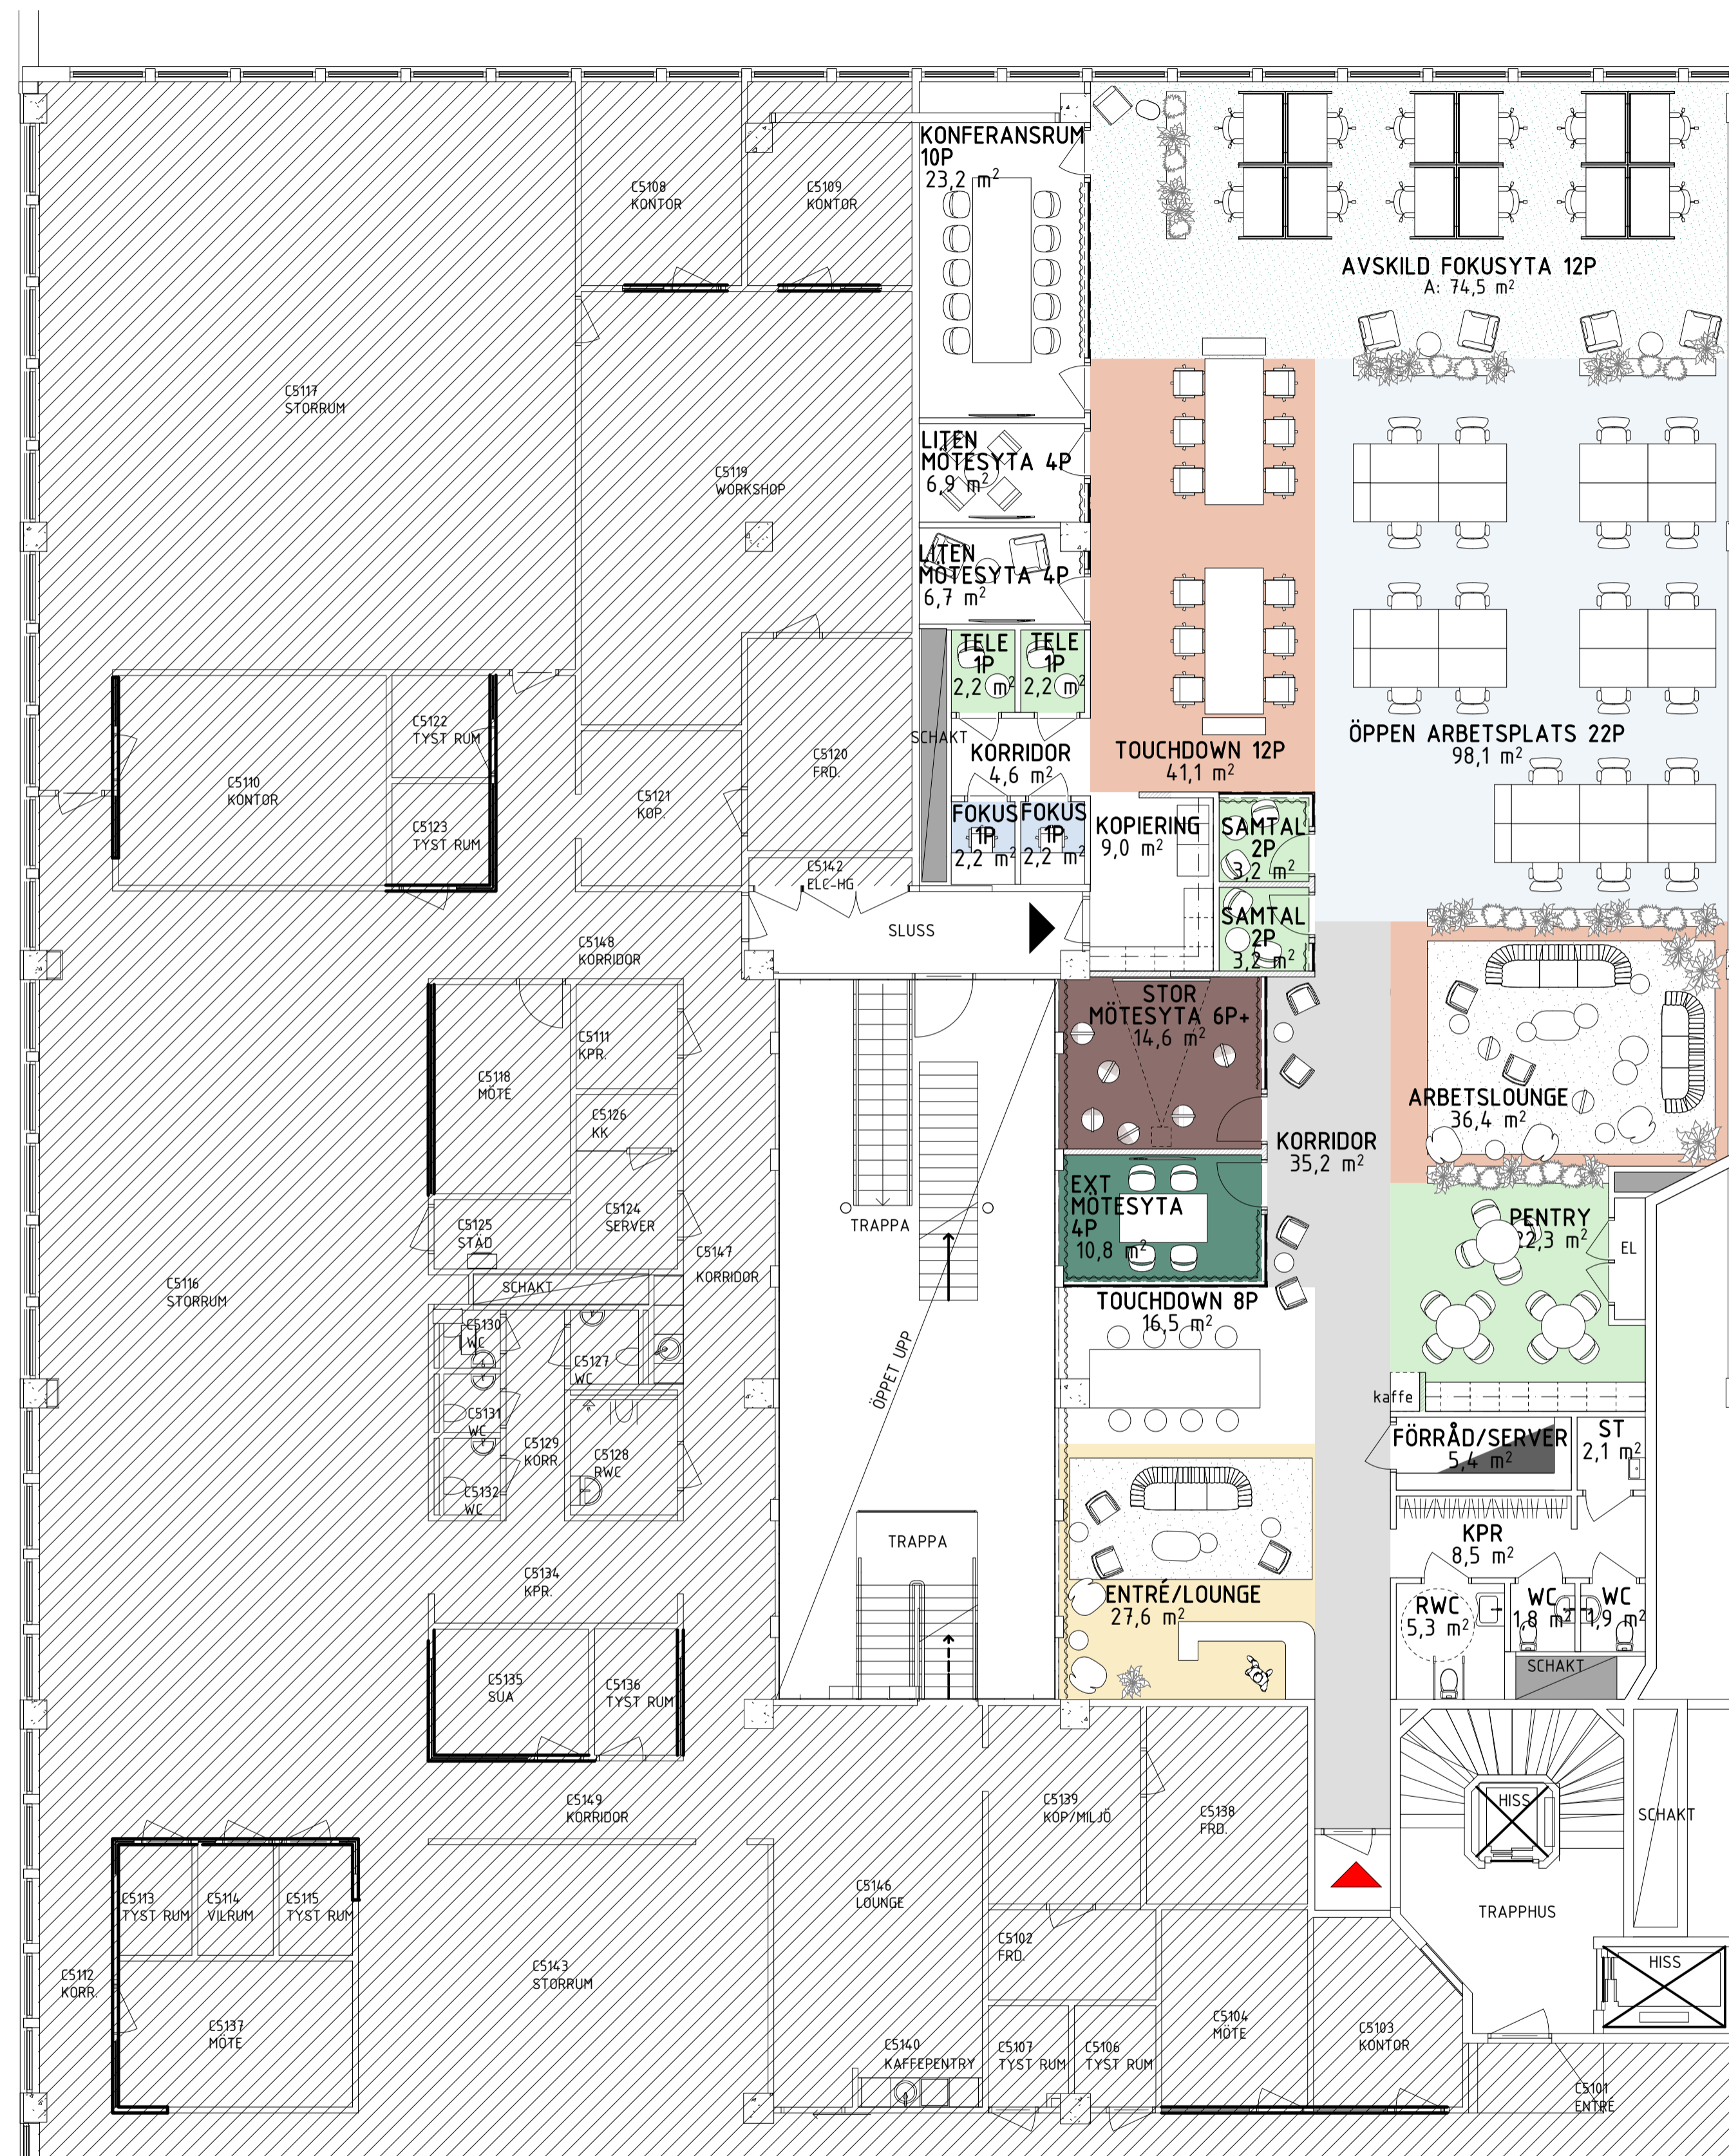 KONFERANSRUM
10P
23,2 m²
C5108
KONTOR
C5109
KONTOR
AVSKILD FOKUSYTA 12P
A: 74,5 m²
C5117
STORRUM
C5119
WORKSHOP
LITEN
MÖTESYTA 4P
6,9 m²
LITEN
MÖTESYTA 4P
6,7 m²
TELE
1P
2,2 m²
TELE
1P
2,2 m²
SCHAKT
KORRIDOR
4,6 m²
TOUCHDOWN 12P
41,1 m²
ÖPPEN ARBETSPLATS 22P
98,1 m²
C5122
TYST RUM
C5110
KONTOR
C5123
TYST RUM
C5120
FRD.
C5121
KOP.
C5142
ELC-HG
FOKUS
1P
2,2 m²
FOKUS
1P
2,2 m²
KOPIERING
9,0 m²
SAMTAL
2P
3,2 m²
SAMTAL
2P
3,2 m²
SLUSS
C5148
KORRIDOR
STOR
MÖTESYTA 6P+
14,6 m²
C5111
KPR.
C5118
MÖTE
C5126
KK
ARBETSLOUNGE
36,4 m²
KORRIDOR
35,2 m²
EXT
MÖTESYTA
4P
10,8 m²
C5125
STÄD
C5124
SERVER
TRAPPA
PENTRY
22,3 m²
EL
C5147
KORRIDOR
C5116
STORRUM
SCHAKT
TOUCHDOWN 8P
16,5 m²
C5130
WC
C5127
WC
ÖPPET UPP
kaffe
C5131
WC
C5129
KORR.
C5128
RWC
C5132
WC
FÖRRÅD/SERVER
5,4 m²
ST
2,1 m²
TRAPPA
KPR
8,5 m²
C5134
KPR.
ENTRÉ/LOUNGE
27,6 m²
RWC
5,3 m²
WC
1,8 m²
WC
1,9 m²
SCHAKT
C5135
SUA
C5136
TYST RUM
C5149
KORRIDOR
C5139
KOP/MILJÖ
C5138
FRD.
HISS
SCHAKT
C5113
TYST RUM
C5114
VILRUM
C5115
TYST RUM
C5146
LOUNGE
TRAPPHUS
C5102
FRD.
HISS
C5112
KORR.
C5143
STORRUM
C5137
MÖTE
C5104
MÖTE
C5103
KONTOR
C5140
KAFFEPENTRY
C5107
TYST RUM
C5106
TYST RUM
C5101
ENTRÉ